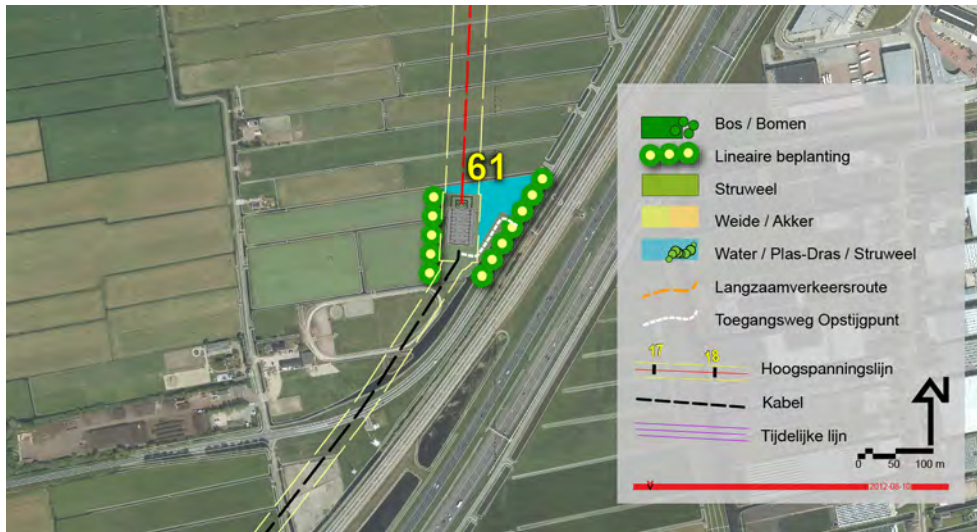 61
Bos / Bomen
Lineaire beplanting
Struweel
Weide / Akker
Water / Plas-Dras / Struweel
Langzaamverkeersroute
Toegangsweg Opstijgpunt
17 18
Hoogspanningslijn
Kabel
Tijdelijke lijn
N
0 50 100 m
2012-08-10